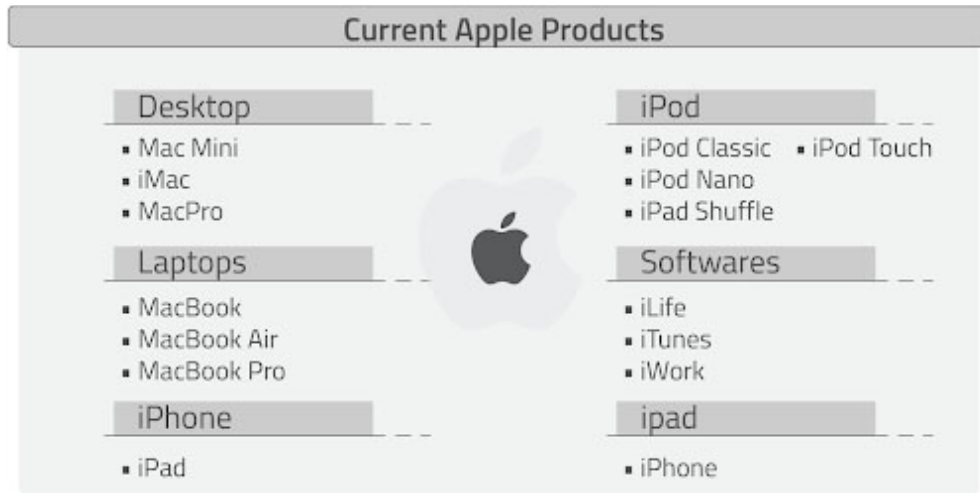 Current Apple Products
Desktop
▪ Mac Mini
▪ iMac
▪ MacPro
Laptops
▪ MacBook
▪ MacBook Air
▪ MacBook Pro
iPhone
▪ iPad
iPod
▪ iPod Classic ▪ iPod Touch
▪ iPod Nano
▪ iPad Shuffle
Softwares
▪ iLife
▪ iTunes
▪ iWork
ipad
▪ iPhone